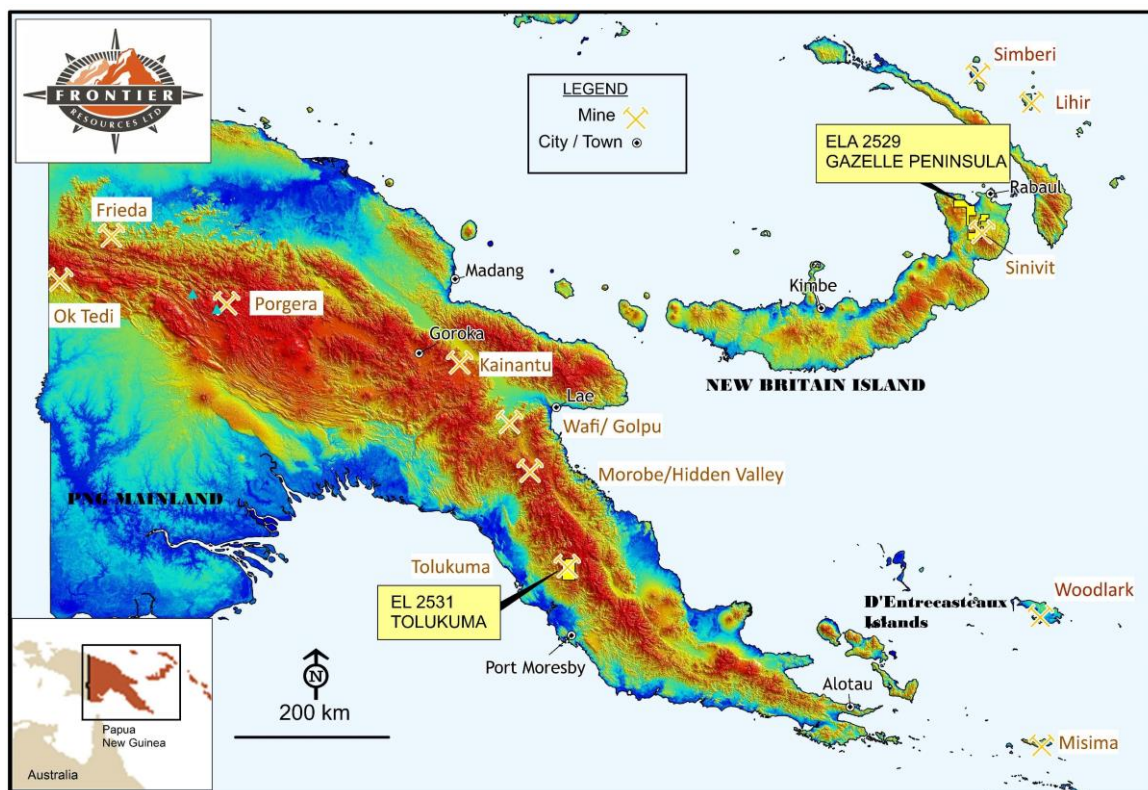 FRONTIER
RESOURCES LTD
LEGEND
Mine
City / Town
Simberi
Lihir
ELA 2529
GAZELLE PENINSULA
Rabaul
Sinivit
Frieda
Madang
Kimbe
Ok Tedi
Porgera
Goroka
Kainantu
NEW BRITAIN ISLAND
Lae
Wafi/ Golpu
Morobe/Hidden Valley
PNG MAINLAND
Tolukuma
EL 2531
TOLUKUMA
D'Entrecasteaux
Islands
Woodlark
Port Moresby
Alotau
Misima
N
200 km
Papua
New Guinea
Australia